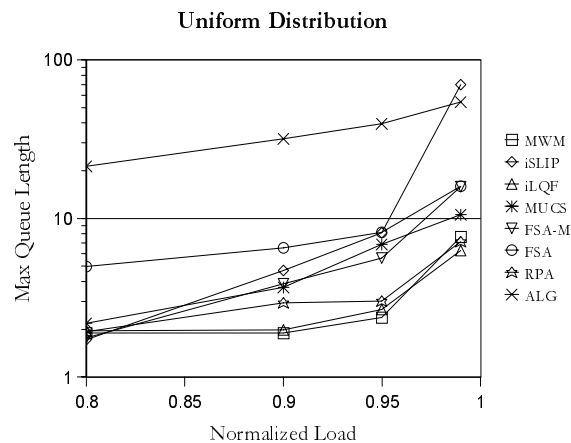 Uniform Distribution
100
10
1
Max Queue Length
0.8
0.85
0.9
0.95
1
Normalized Load
MWM
iSLIP
iLQF
MUCS
FSA-M
FSA
RPA
ALG